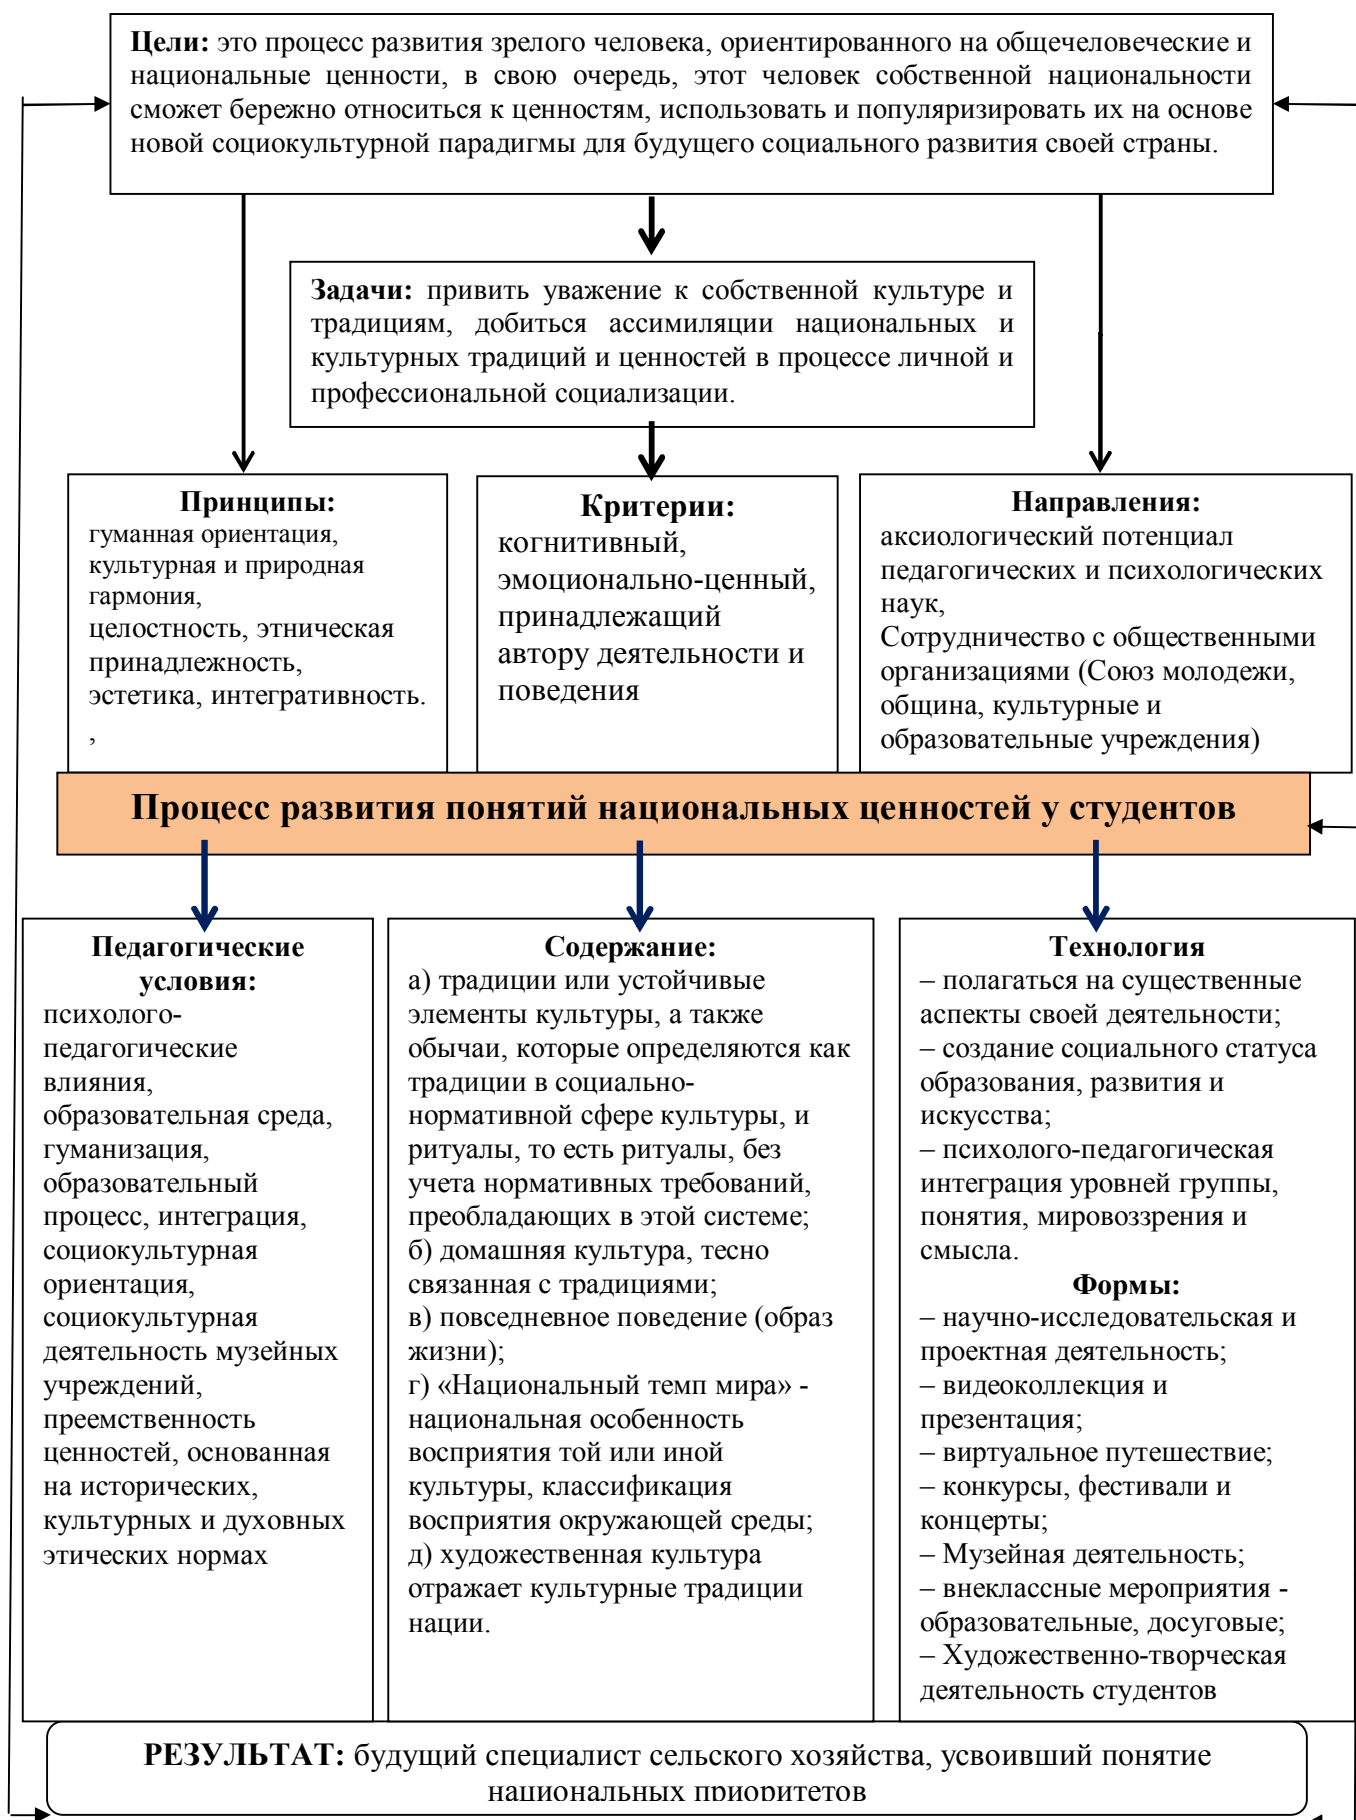 Цели: это процесс развития зрелого человека, ориентированного на общечеловеческие и
национальные ценности, в свою очередь, этот человек собственной национальности
сможет бережно относиться к ценностям, использовать и популяризировать их на основе
новой социокультурной парадигмы для будущего социального развития своей страны.
Задачи: привить уважение к собственной культуре и
традициям, добиться ассимиляции национальных и
культурных традиций и ценностей в процессе личной и
профессиональной социализации.
Принципы:
гуманная ориентация,
культурная и природная
гармония,
целостность, этническая
принадлежность,
эстетика, интегративность.
,
Критерии:
когнитивный,
эмоционально-ценный,
принадлежащий
автору деятельности и
поведения
Направления:
аксиологический потенциал
педагогических и психологических
наук,
Сотрудничество с общественными
организациями (Союз молодежи,
община, культурные и
образовательные учреждения)
Процесс развития понятий национальных ценностей у студентов
Педагогические
условия:
психолого-
педагогические
влияния,
образовательная среда,
гуманизация,
образовательный
процесс, интеграция,
социокультурная
ориентация,
социокультурная
деятельность музейных
учреждений,
преемственность
ценностей, основанная
на исторических,
культурных и духовных
этических нормах
Содержание:
а) традиции или устойчивые
элементы культуры, а также
обычаи, которые определяются как
традиции в социально-
нормативной сфере культуры, и
ритуалы, то есть ритуалы, без
учета нормативных требований,
преобладающих в этой системе;
б) домашняя культура, тесно
связанная с традициями;
в) повседневное поведение (образ
жизни);
г) «Национальный темп мира» -
национальная особенность
восприятия той или иной
культуры, классификация
восприятия окружающей среды;
д) художественная культура
отражает культурные традиции
нации.
Технология
– полагаться на существенные
аспекты своей деятельности;
– создание социального статуса
образования, развития и
искусства;
– психолого-педагогическая
интеграция уровней группы,
понятия, мировоззрения и
смысла.
Формы:
– научно-исследовательская и
проектная деятельность;
– видеоколлекция и
презентация;
– виртуальное путешествие;
– конкурсы, фестивали и
концерты;
– Музейная деятельность;
– внеклассные мероприятия -
образовательные, досуговые;
– Художественно-творческая
деятельность студентов
РЕЗУЛЬТАТ: будущий специалист сельского хозяйства, усвоивший понятие
национальных приоритетов